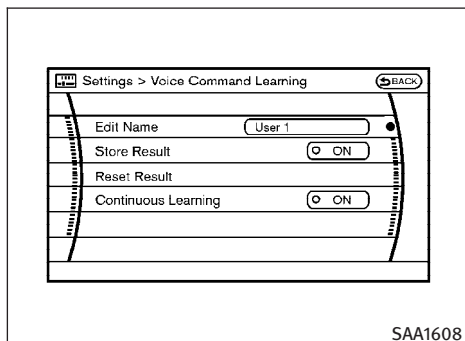 Settings > Voice Command Learning BACK
Edit Name User 1
Store Result ON
Reset Result
Continuous Learning ON
SAA1608